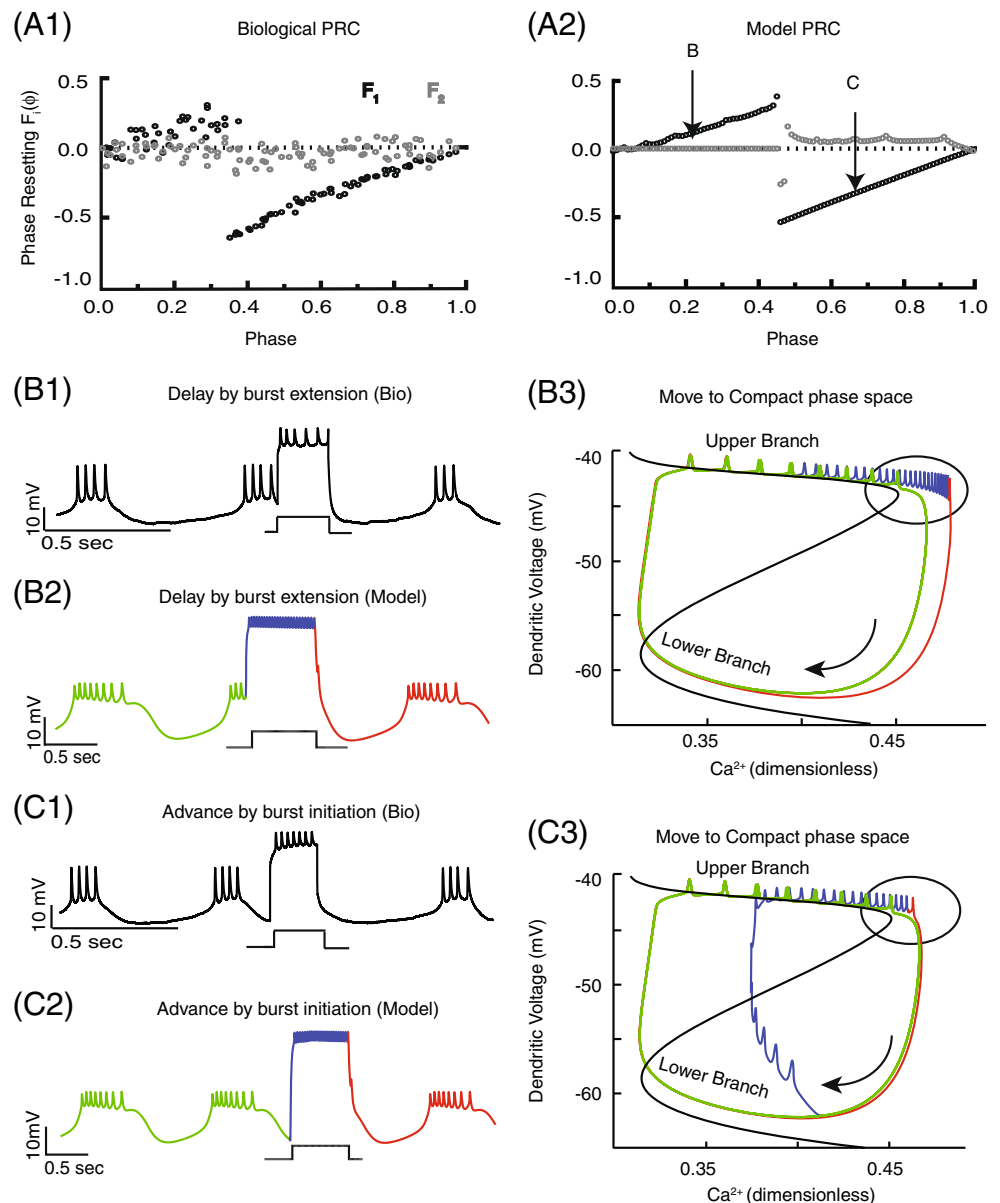 (A1)
Biological PRC
Phase Resetting Fi(ϕ)
0.5
0.0
-0.5
-1.0
F1
F2
0.0 0.2 0.4 0.6 0.8 1.0
Phase
(A2)
Model PRC
B
C
0.5
0.0
-0.5
-1.0
0.0 0.2 0.4 0.6 0.8 1.0
Phase
(B1)
Delay by burst extension (Bio)
10 mV
0.5 sec
(B2)
Delay by burst extension (Model)
10 mV
0.5 sec
(B3)
Move to Compact phase space
Upper Branch
Lower Branch
Dendritic Voltage (mV)
-40
-50
-60
0.35 0.45
Ca2+ (dimensionless)
(C1)
Advance by burst initiation (Bio)
10 mV
0.5 sec
(C2)
Advance by burst initiation (Model)
10mV
0.5 sec
(C3)
Move to Compact phase space
Upper Branch
Lower Branch
Dendritic Voltage (mV)
-40
-50
-60
0.35 0.45
Ca2+ (dimensionless)